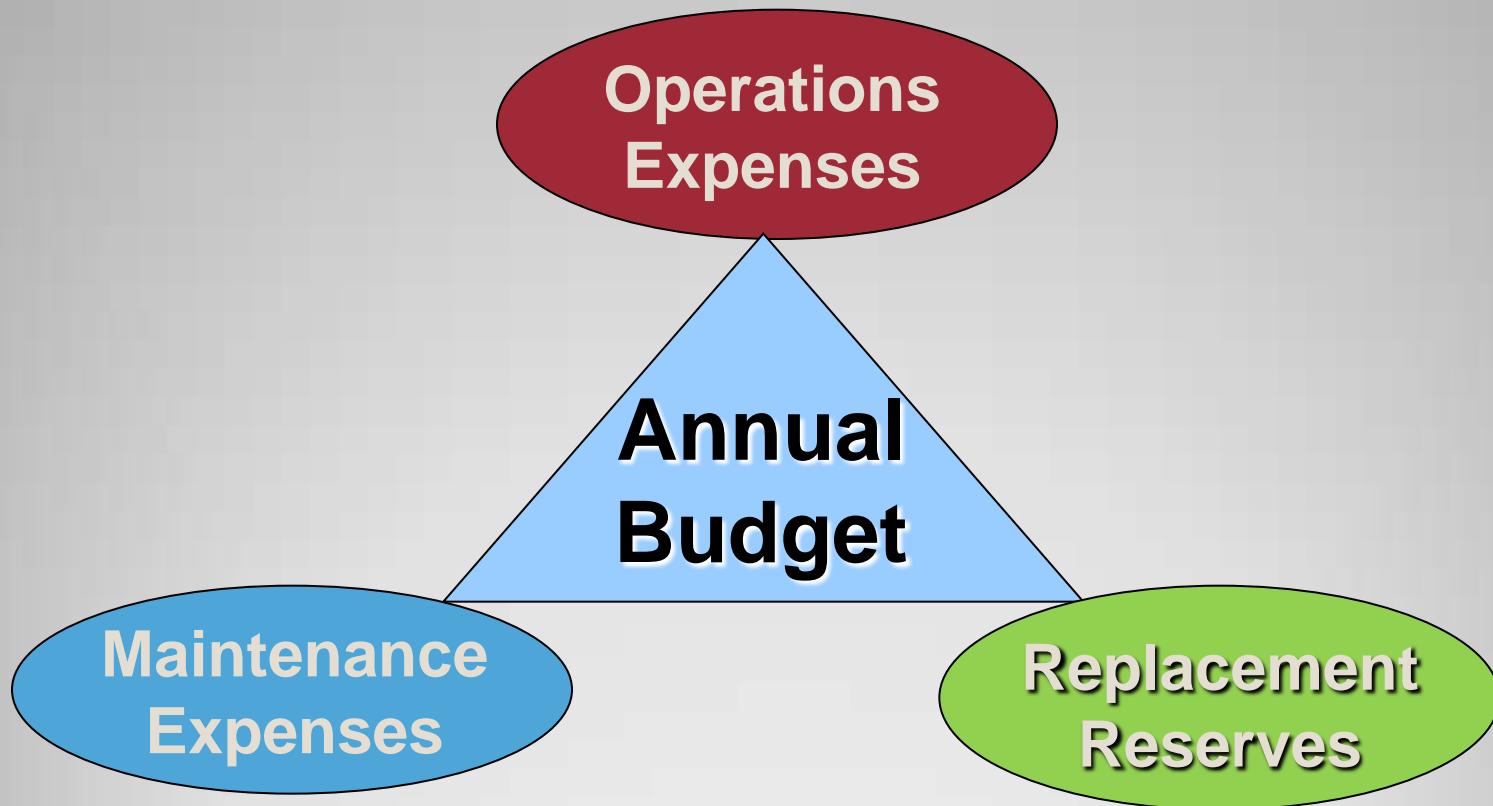 Operations
Expenses
Annual
Budget
Maintenance
Expenses
Replacement
Reserves